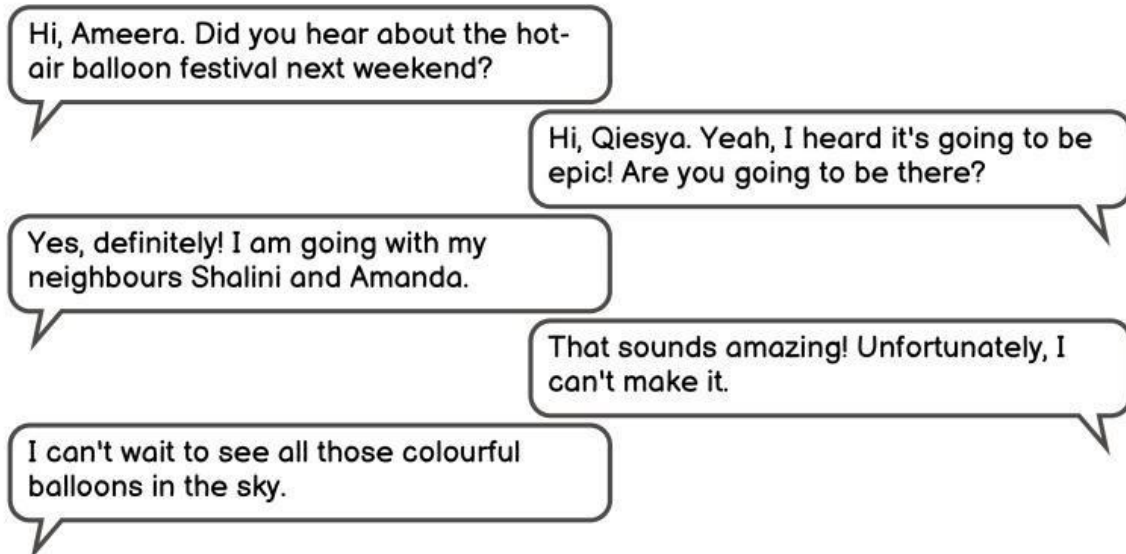 Hi, Ameera. Did you hear about the hot-
air balloon festival next weekend?
Hi, Qiesya. Yeah, I heard it's going to be
epic! Are you going to be there?
Yes, definitely! I am going with my
neighbours Shalini and Amanda.
That sounds amazing! Unfortunately, I
can't make it.
I can't wait to see all those colourful
balloons in the sky.